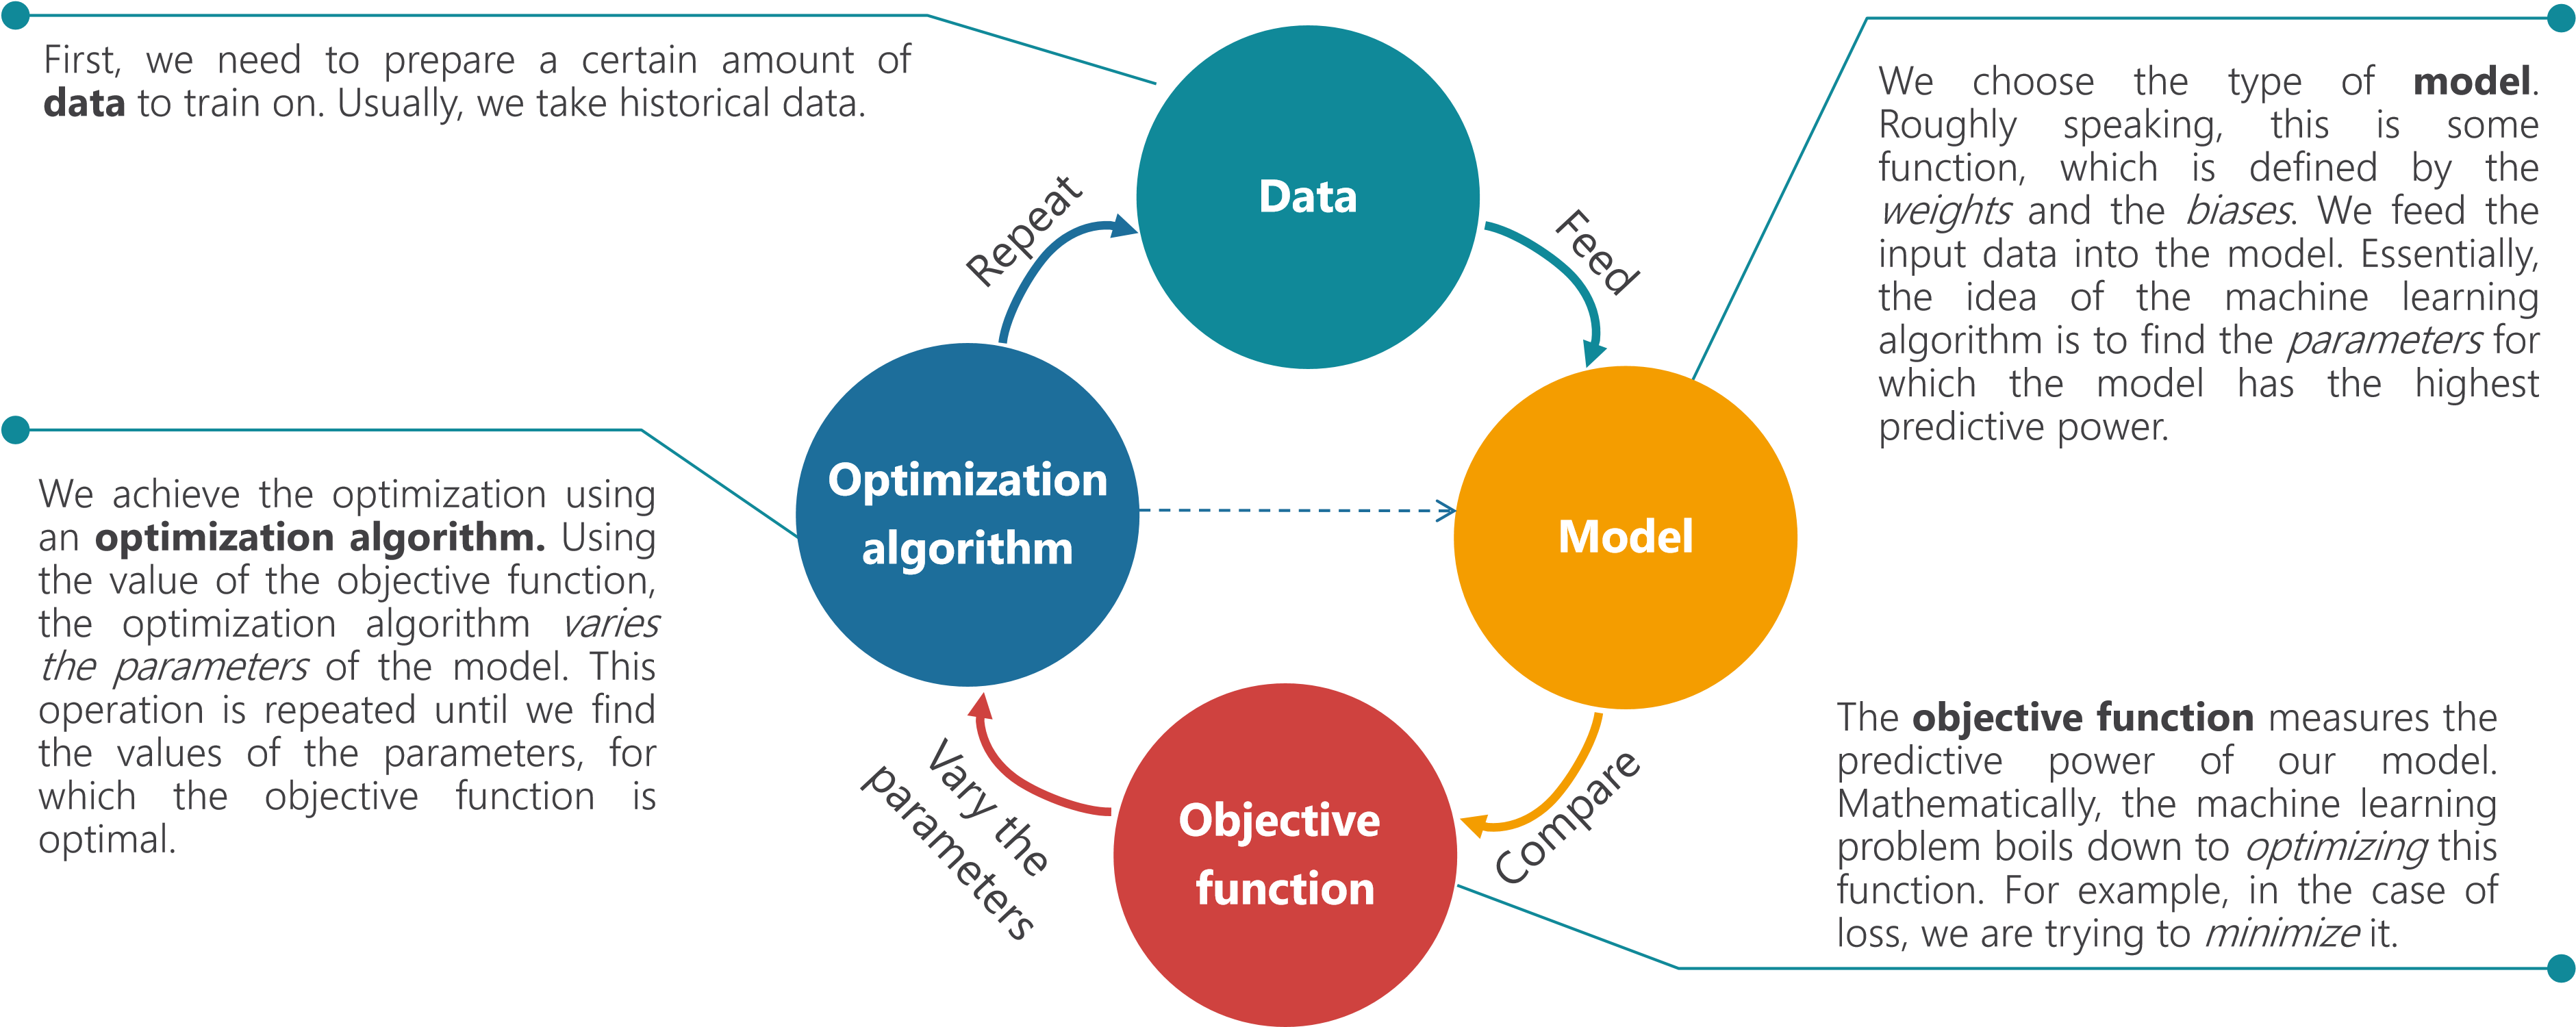 First, we need to prepare a certain amount of
data to train on. Usually, we take historical data.
We choose the type of model.
Roughly speaking, this is some
function, which is defined by the
weights and the biases. We feed the
input data into the model. Essentially,
the idea of the machine learning
algorithm is to find the parameters for
which the model has the highest
predictive power.
Data
Repeat
Feed
Optimization
algorithm
Model
We achieve the optimization using
an optimization algorithm. Using
the value of the objective function,
the optimization algorithm varies
the parameters of the model. This
operation is repeated until we find
the values of the parameters, for
which the objective function is
optimal.
Vary the
parameters
Objective
function
Compare
The objective function measures the
predictive power of our model.
Mathematically, the machine learning
problem boils down to optimizing this
function. For example, in the case of
loss, we are trying to minimize it.